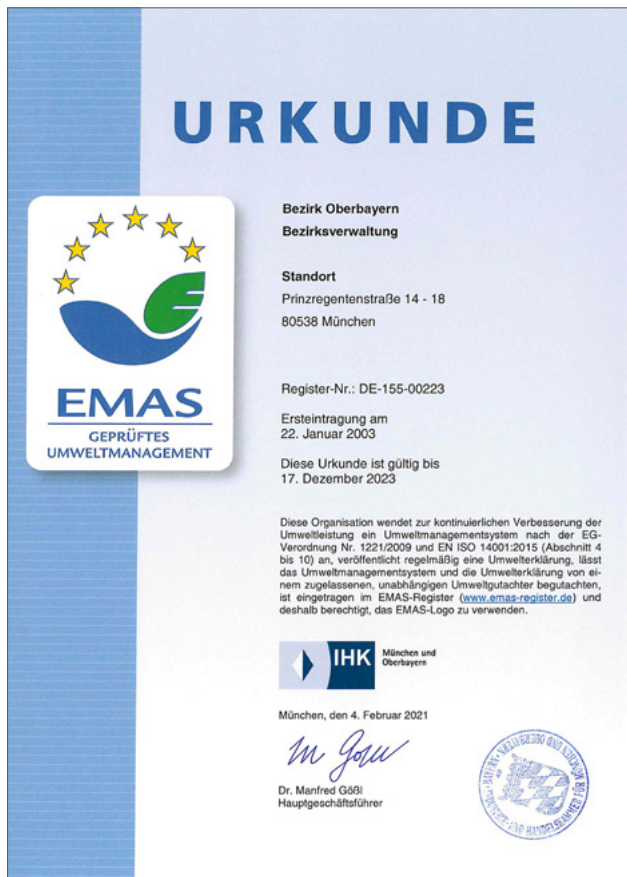 URKUNDE
Bezirk Oberbayern
Bezirksverwaltung
Standort
Prinzregentenstraße 14 - 18
80538 München
EMAS
GEPRÜFTES
UMWELTMANAGEMENT
Register-Nr.: DE-155-00223
Ersteintragung am
22. Januar 2003
Diese Urkunde ist gültig bis
17. Dezember 2023
Diese Organisation wendet zur kontinuierlichen Verbesserung der
Umweltleistung ein Umweltmanagementsystem nach der EG-
Verordnung Nr. 1221/2009 und EN ISO 14001:2015 (Abschnitt 4
bis 10) an, veröffentlicht regelmäßig eine Umwelterklärung, lässt
das Umweltmanagementsystem und die Umwelterklärung von ei-
nem zugelassenen, unabhängigen Umweltgutachter begutachten,
ist eingetragen im EMAS-Register (www.emas-register.de) und
deshalb berechtigt, das EMAS-Logo zu verwenden.
IHK
München und
Oberbayern
München, den 4. Februar 2021
Dr. Manfred Gößl
Hauptgeschäftsführer